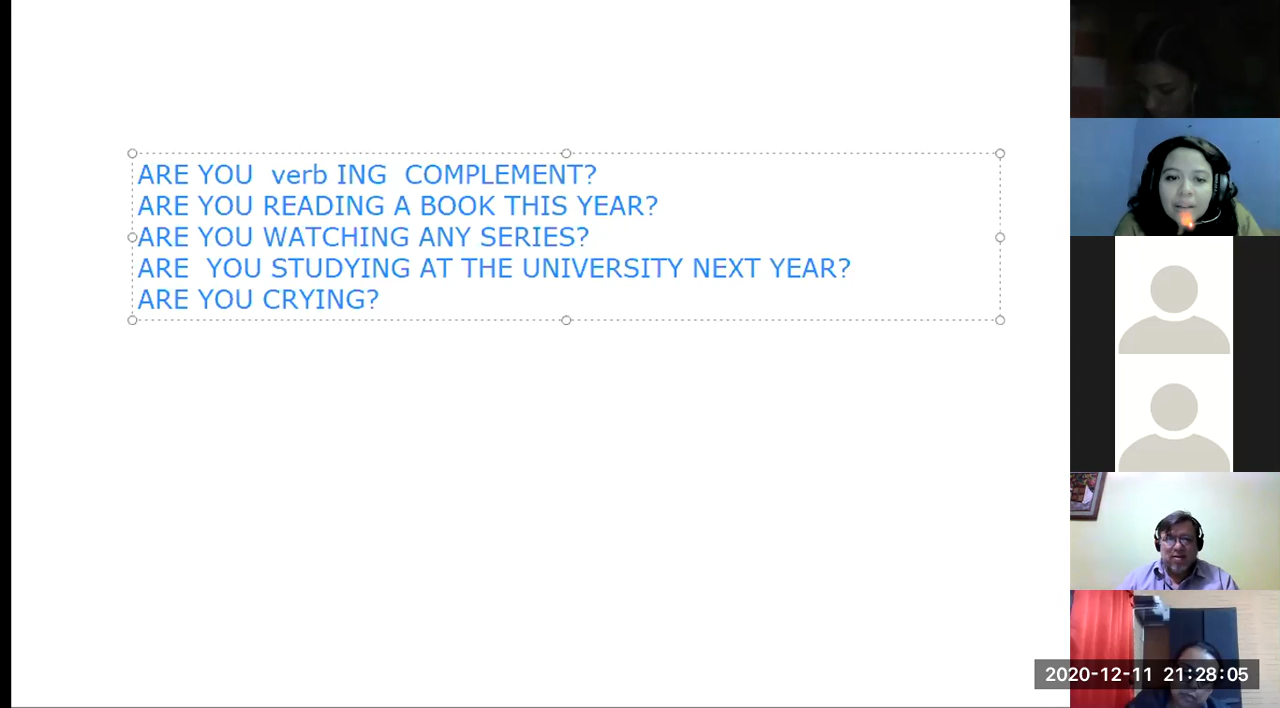 ARE YOU  verb ING  COMPLEMENT?
ARE YOU READING A BOOK THIS YEAR?
ARE YOU WATCHING ANY SERIES?
ARE  YOU STUDYING AT THE UNIVERSITY NEXT YEAR?
ARE YOU CRYING?
2020-12-11 21:28:05